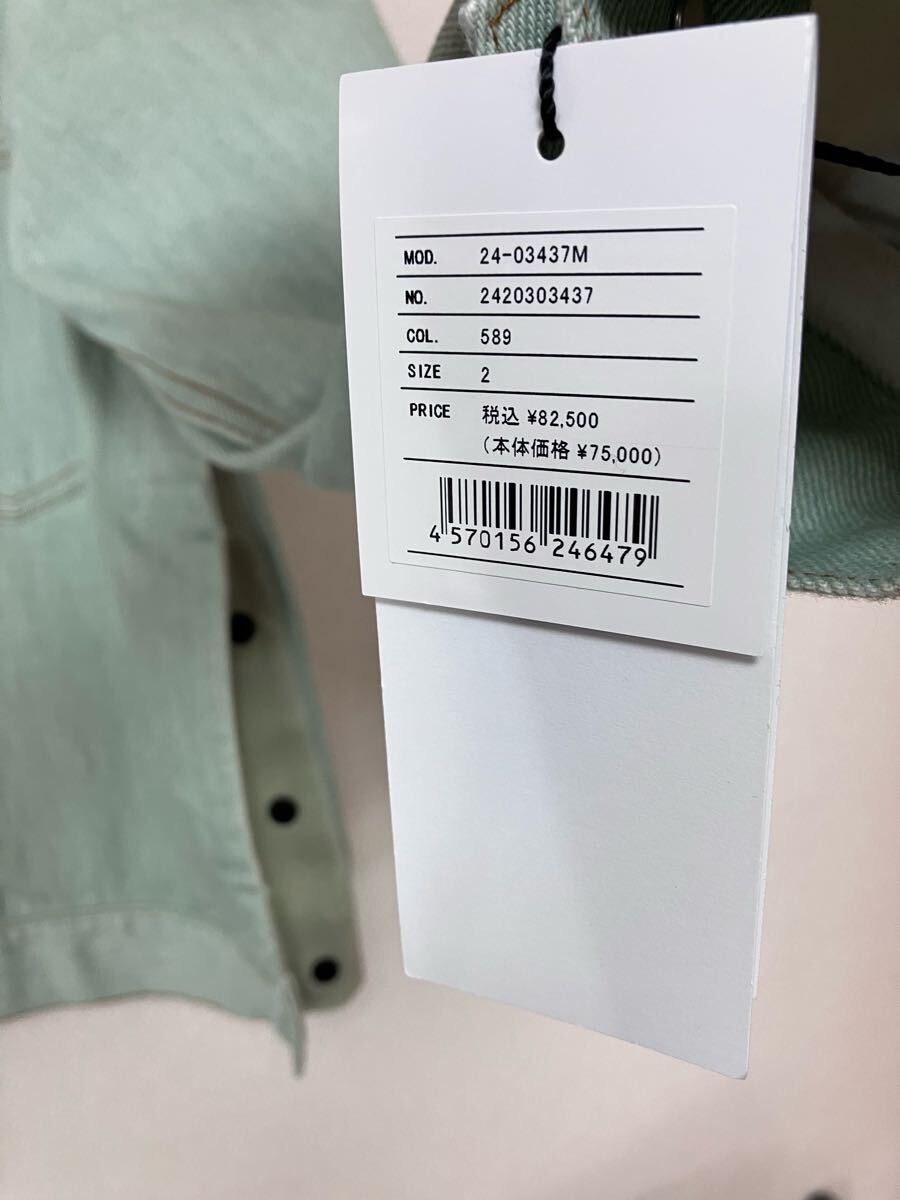 MOD. 24-03437M
NO. 2420303437
COL. 589
SIZE 2
PRICE 税込 ¥82,500
(本体価格 ¥75,000)
4 570156 246479